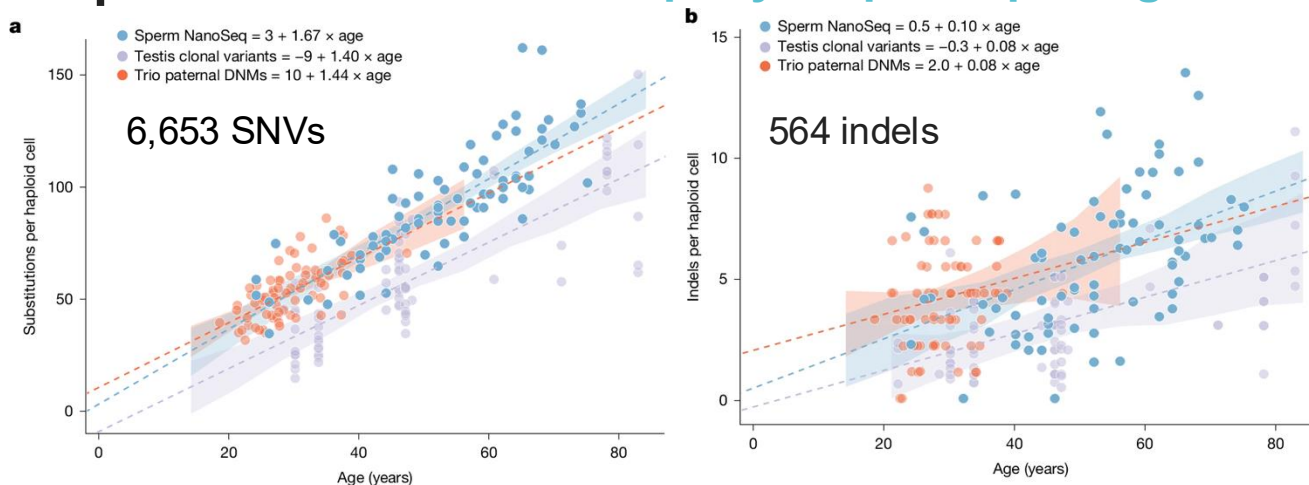 a
Sperm NanoSeq = 3 + 1.67 × age
Testis clonal variants = −9 + 1.40 × age
Trio paternal DNMs = 10 + 1.44 × age
6,653 SNVs
Substitutions per haploid cell
150
100
50
0
0 20 40 60 80
Age (years)
b
Sperm NanoSeq = 0.5 + 0.10 × age
Testis clonal variants = −0.3 + 0.08 × age
Trio paternal DNMs = 2.0 + 0.08 × age
564 indels
Indels per haploid cell
15
10
5
0
0 20 40 60 80
Age (years)